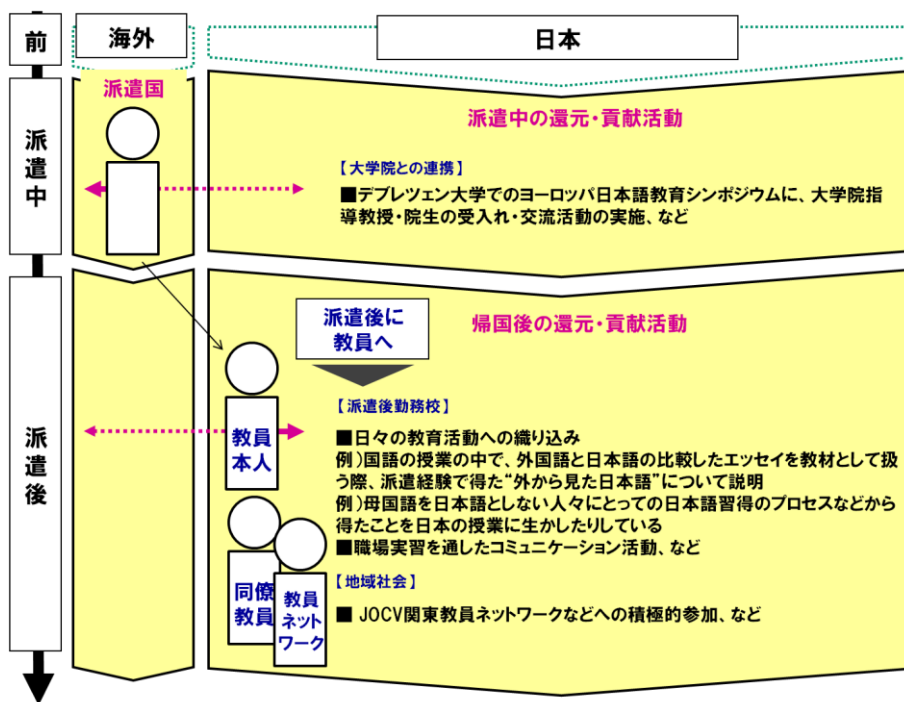 前
海外
日本
派遣中
派遣国
派遣中の還元・貢献活動
【大学院との連携】
■デブレツェン大学でのヨーロッパ日本語教育シンポジウムに、大学院指
導教授・院生の受入れ・交流活動の実施、など
派遣後
派遣後に
教員へ
帰国後の還元・貢献活動
教員
本人
【派遣後勤務校】
■日々の教育活動への織り込み
例)国語の授業の中で、外国語と日本語の比較したエッセイを教材として扱
う際、派遣経験で得た“外から見た日本語”について説明
例)母国語を日本語としない人々にとっての日本語習得のプロセスなどから
得たことを日本の授業に生かしたりしている
■職場実習を通したコミュニケーション活動、など
同僚
教員
教員
ネット
ワーク
【地域社会】
■ JOCV関東教員ネットワークなどへの積極的参加、など